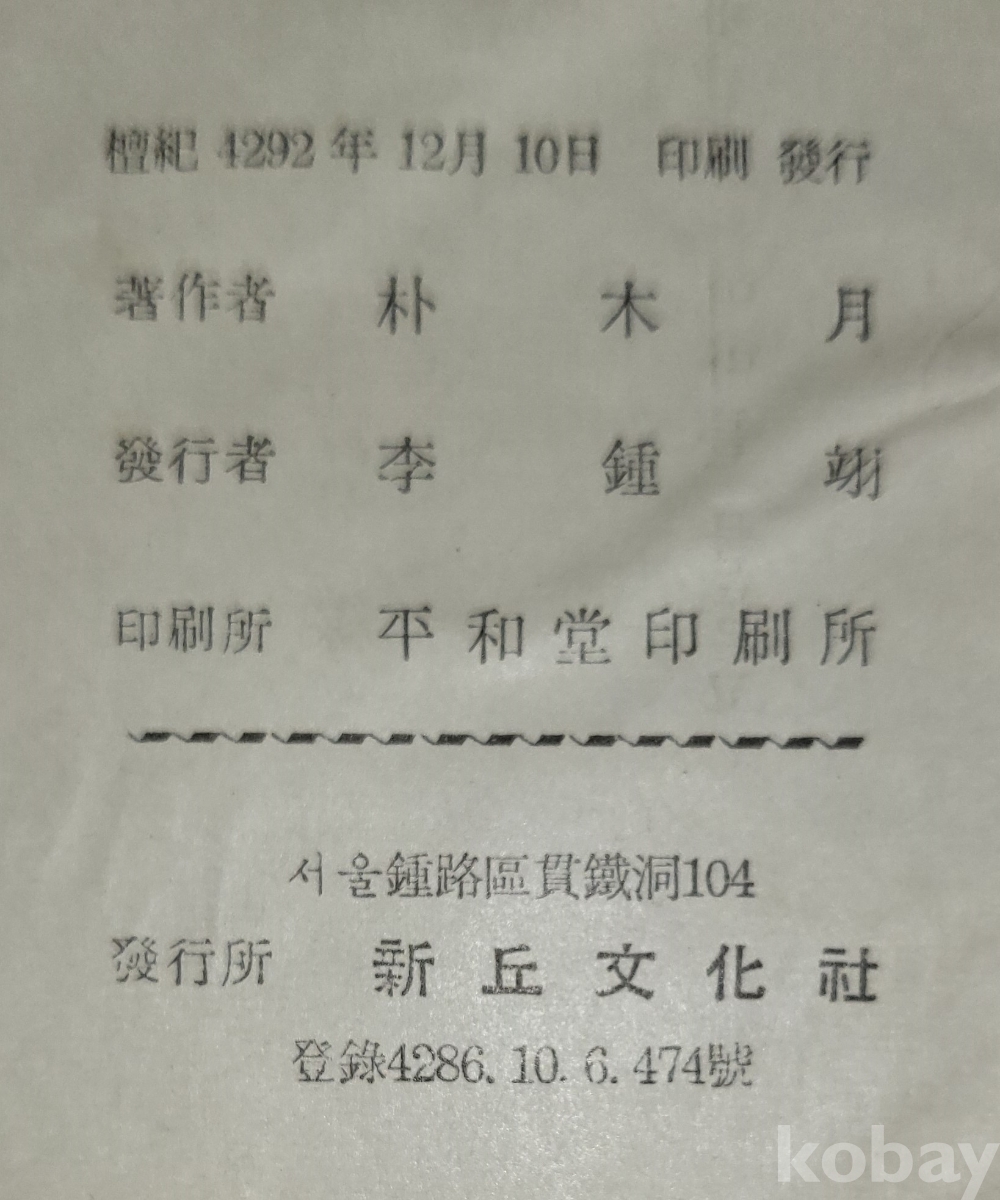 檀紀 4292年 12月 10日 印刷 發行
著作者 朴木月
發行者 李鍾翊
印刷所 平和堂印刷所
서울鍾路區貫鐵洞104
發行所 新丘文化社
登錄4286. 10. 6. 474號
kobay